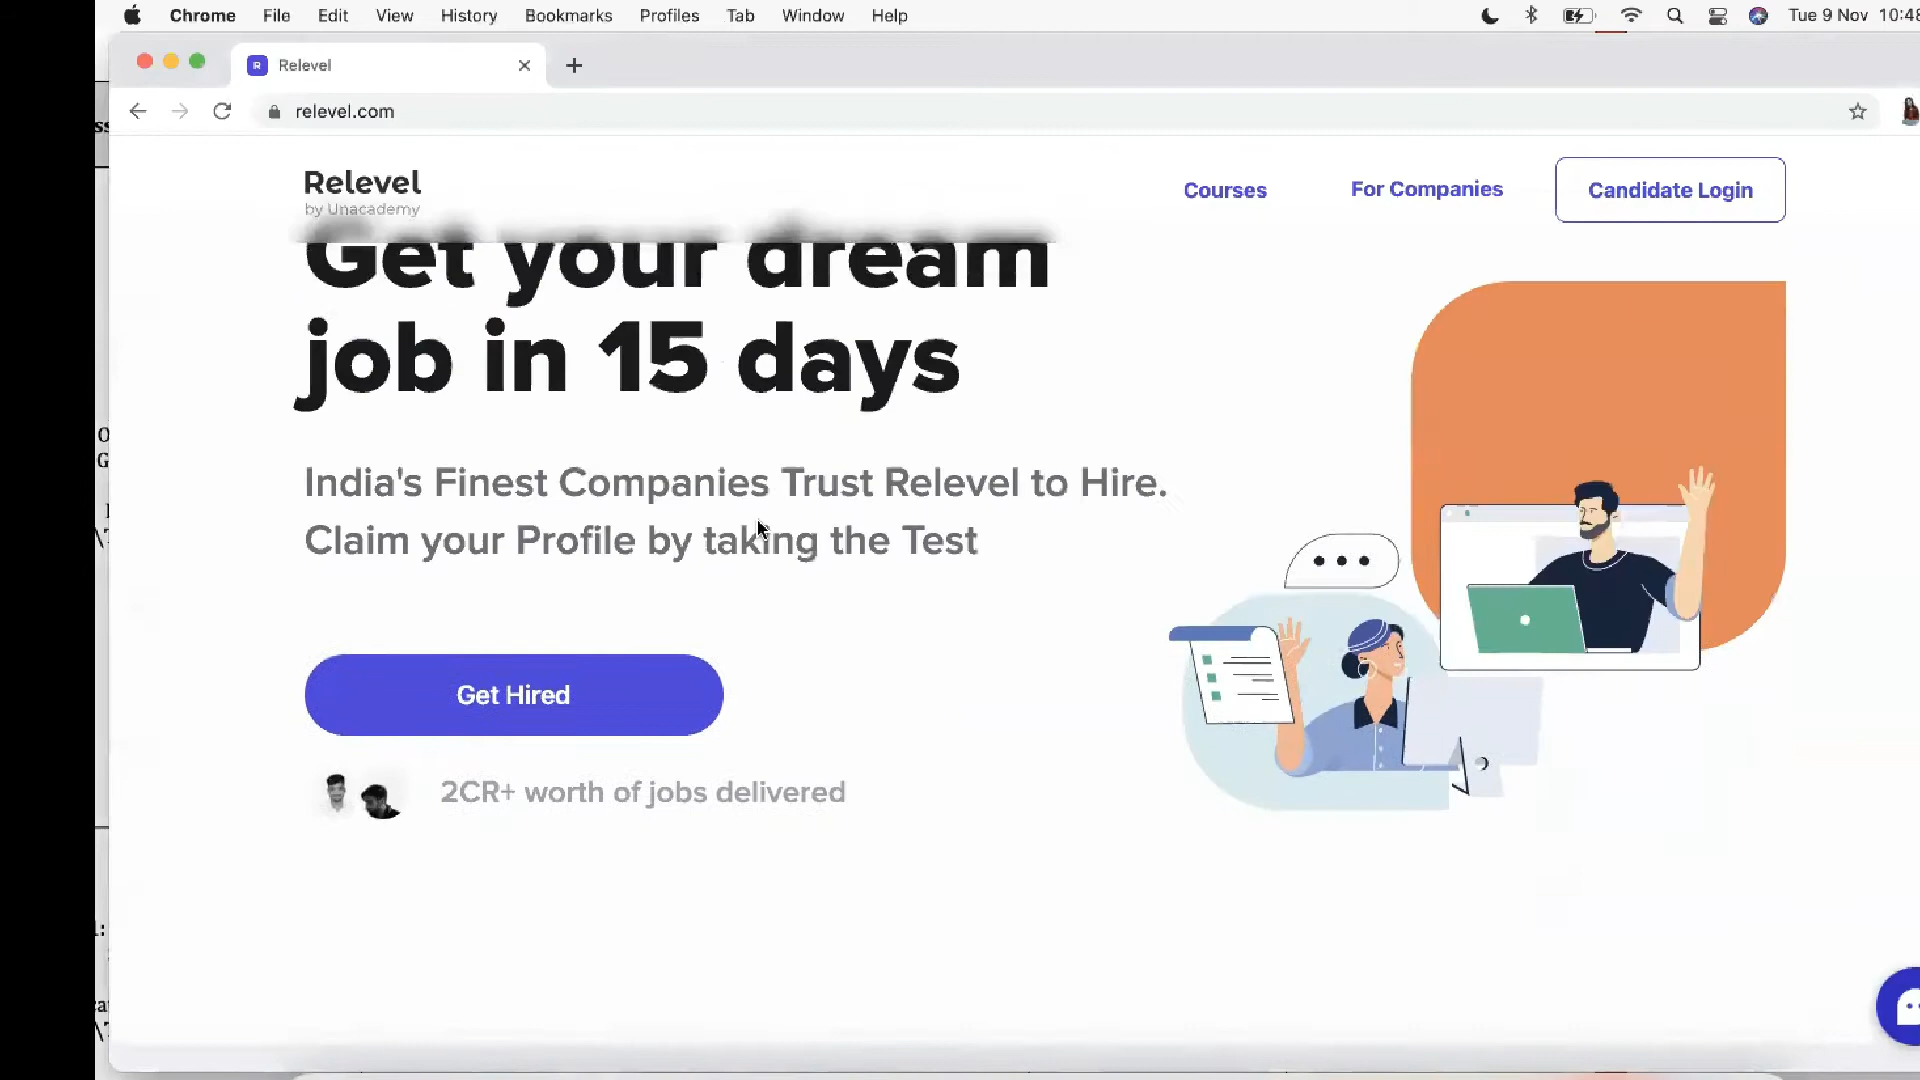 Chrome File Edit View History Bookmarks Profiles Tab Window Help Tue 9 Nov 10:48
Relevel
relevel.com
Relevel
by Unacademy
Courses For Companies Candidate Login
Get your dream
job in 15 days
India's Finest Companies Trust Relevel to Hire.
Claim your Profile by taking the Test
Get Hired
2CR+ worth of jobs delivered